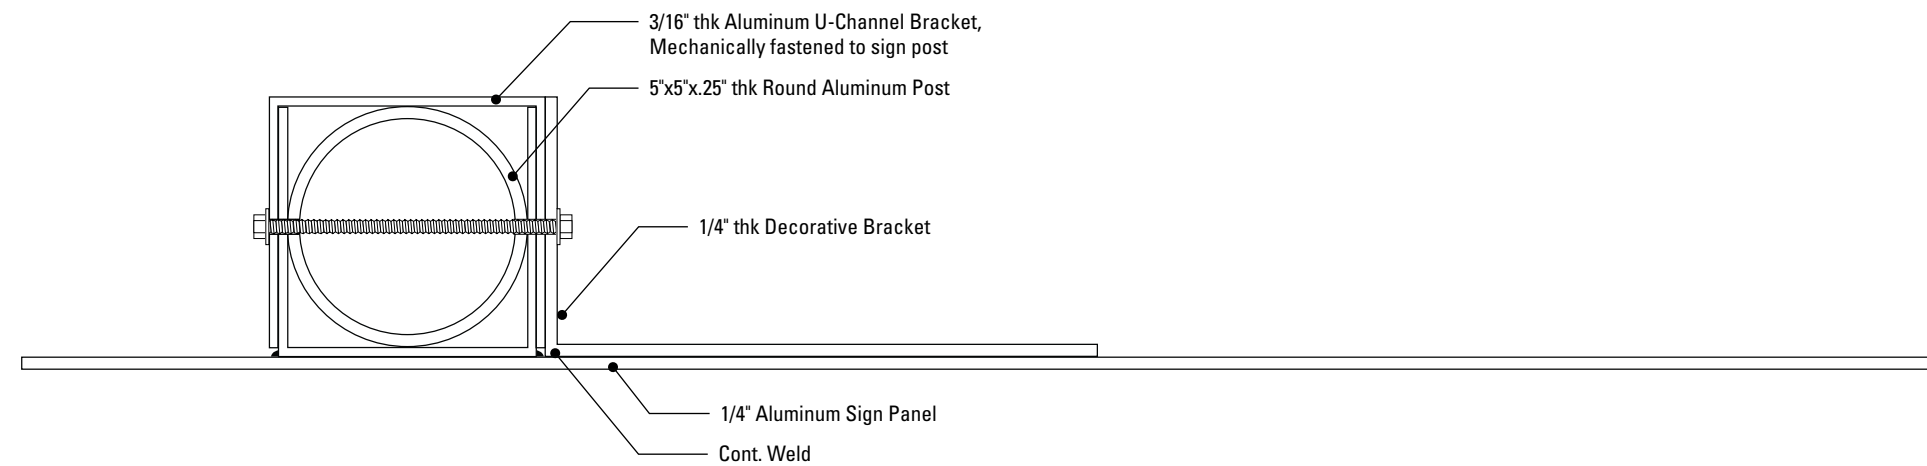 3/16" thk Aluminum U-Channel Bracket,
Mechanically fastened to sign post
5"x5"x.25" thk Round Aluminum Post
1/4" thk Decorative Bracket
1/4" Aluminum Sign Panel
Cont. Weld